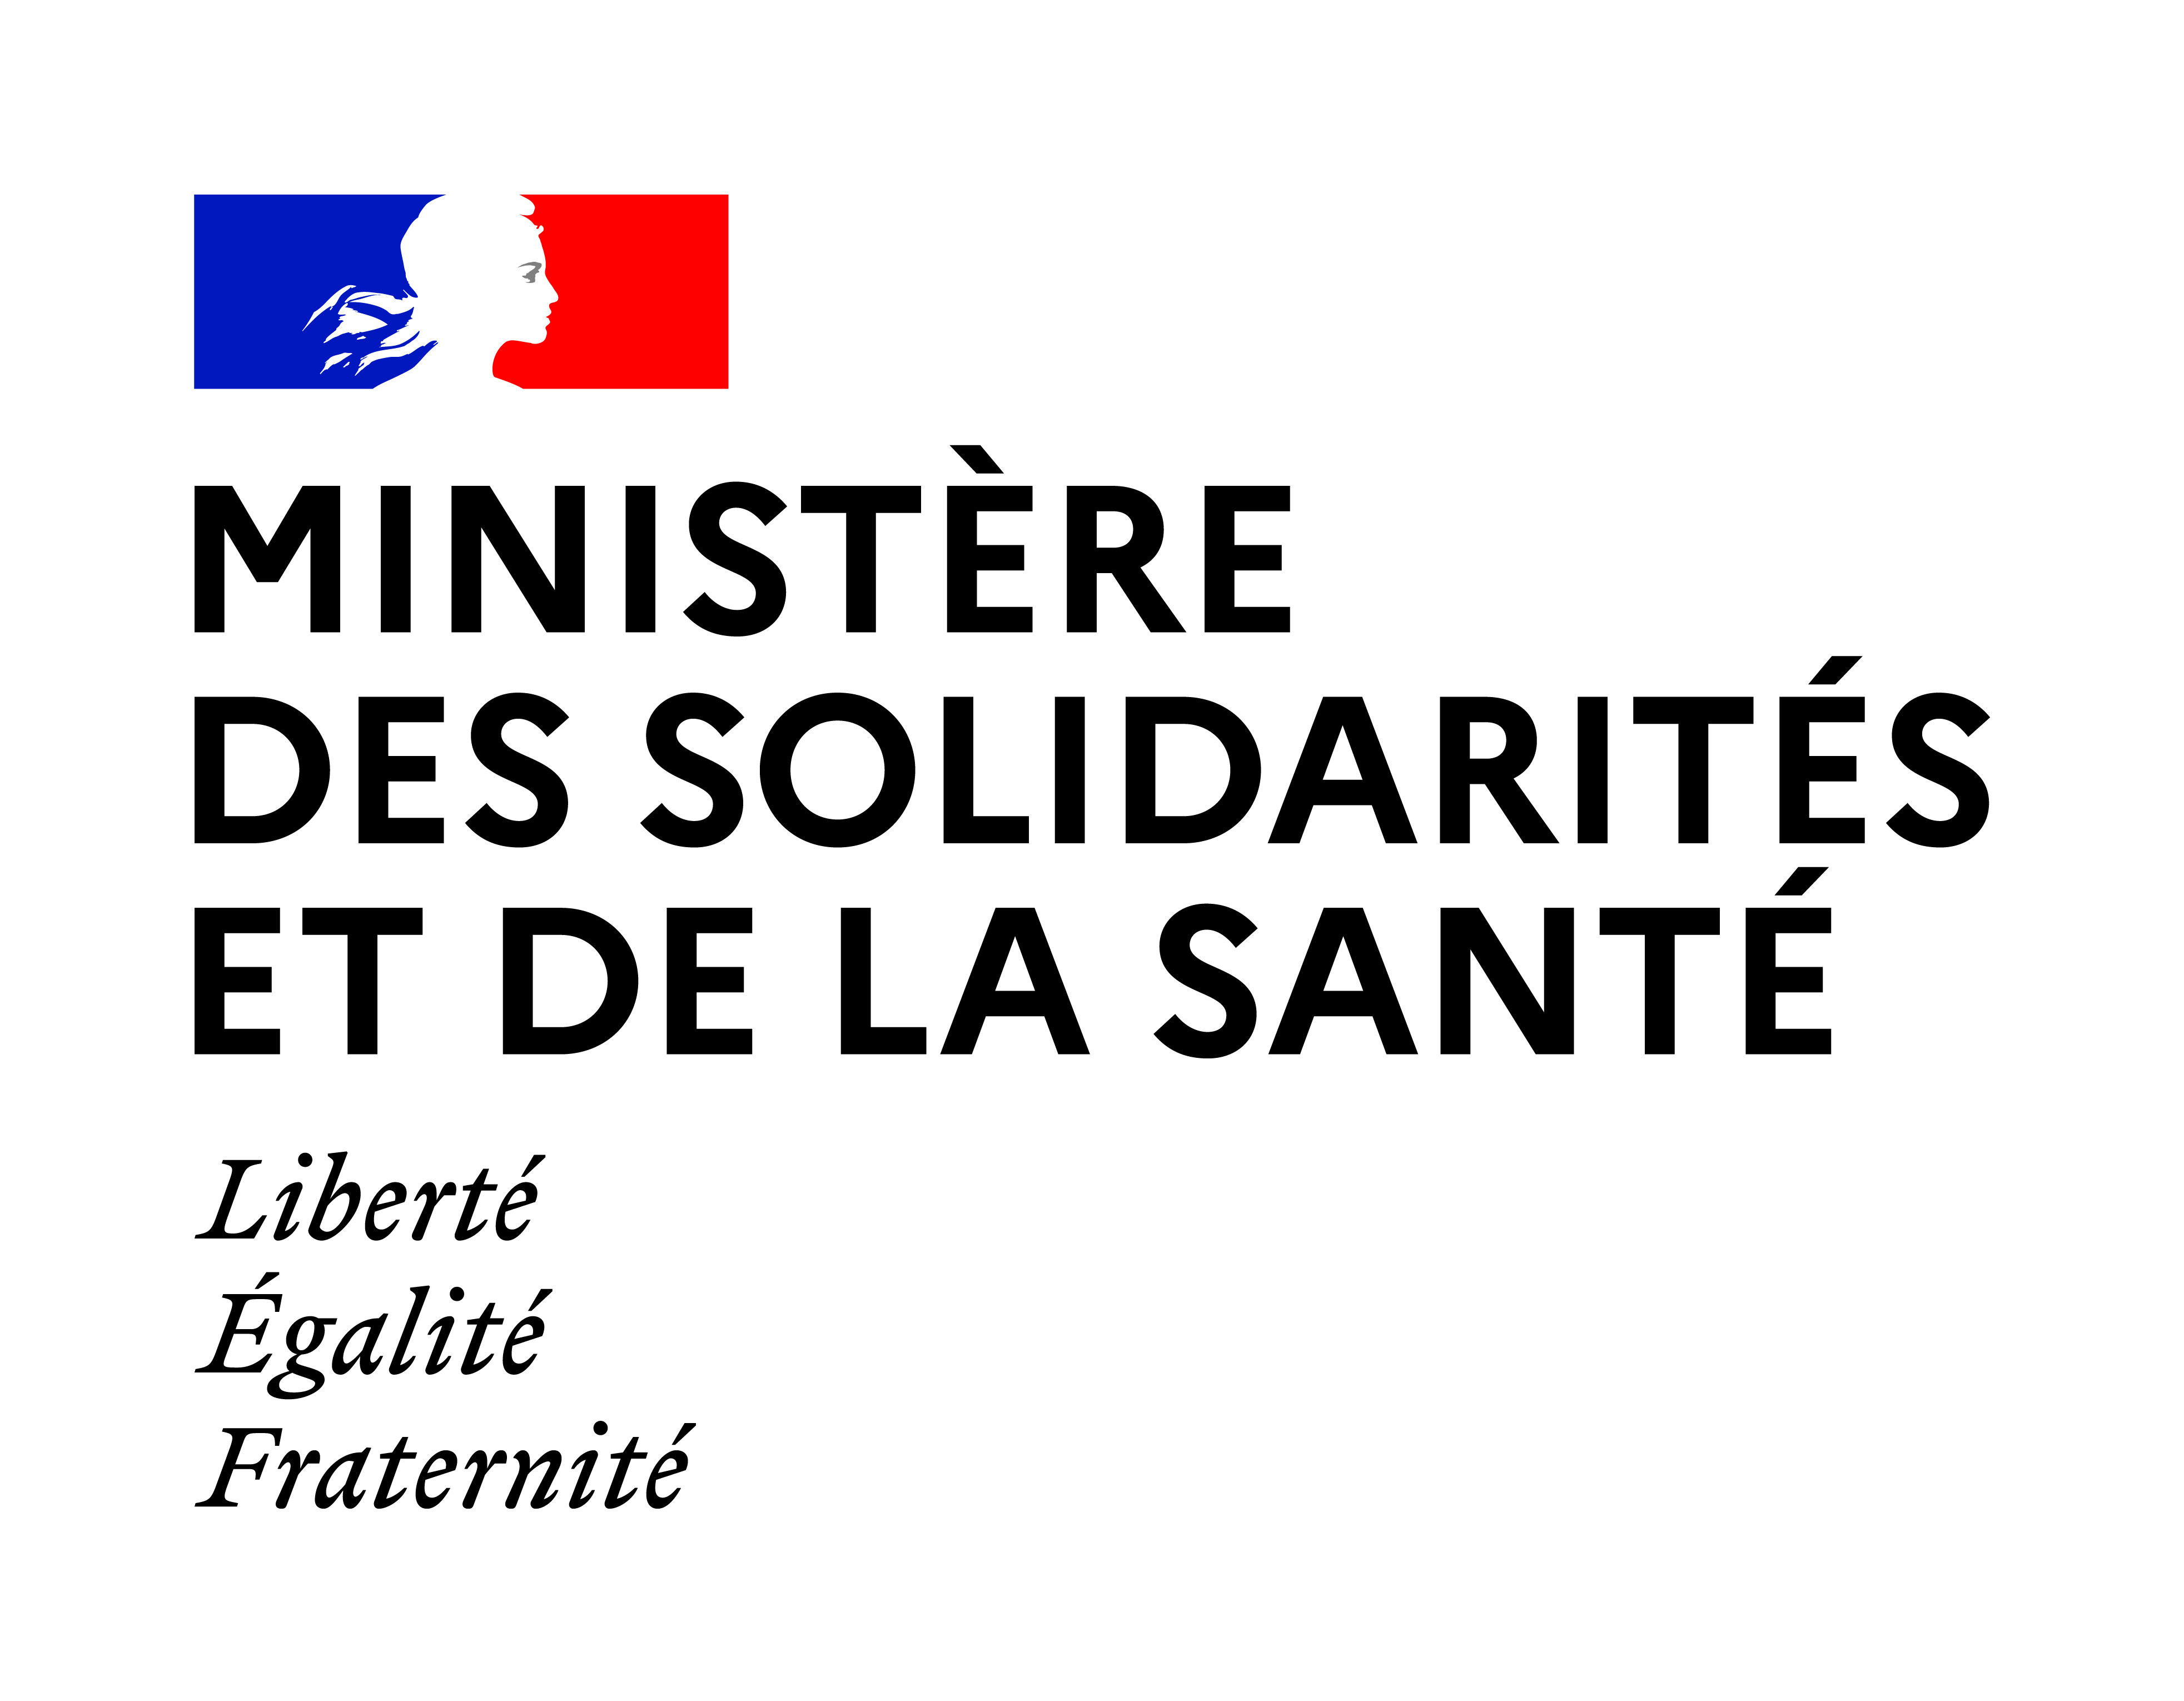 MINISTÈRE
DES SOLIDARITÉS
ET DE LA SANTÉ
Liberté
Égalité
Fraternité